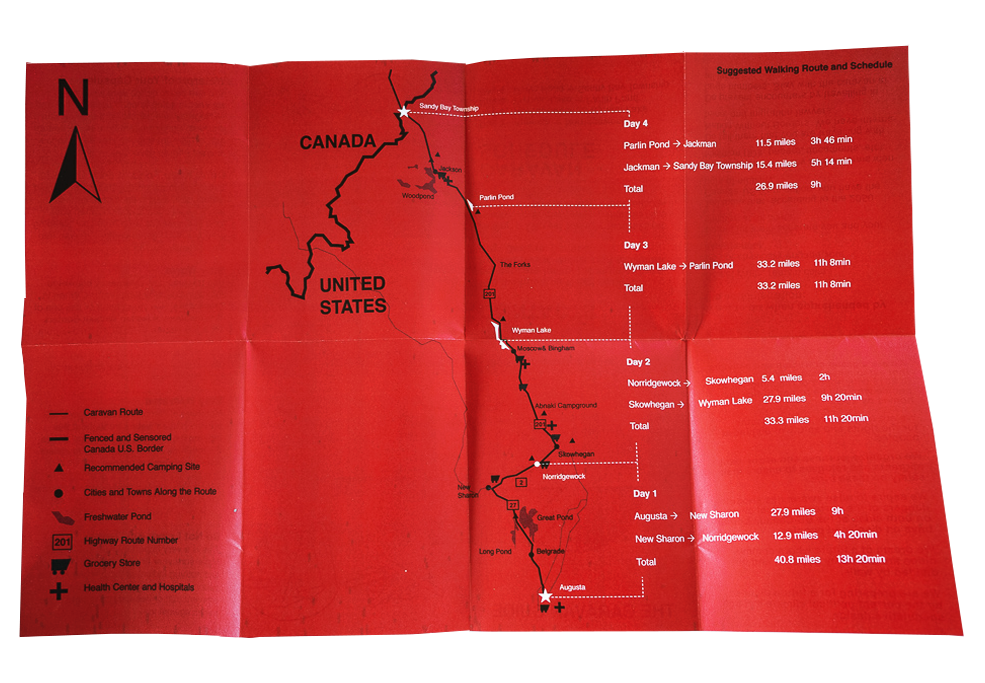 Suggested Walking Route and Schedule
N
CANADA
UNITED
STATES
Sandy Bay Township
Jackson
Woodpond
Parlin Pond
The Forks
201
Wyman Lake
Moscow& Bingham
Abnaki Campground
201
Skowhegan
Norridgewock
New
Sharon
2
27
Great Pond
Long Pond
Belgrade
Augusta
Day 4
Parlin Pond → Jackman 11.5 miles 3h 46 min
Jackman → Sandy Bay Township 15.4 miles 5h 14 min
Total 26.9 miles 9h
Day 3
Wyman Lake → Parlin Pond 33.2 miles 11h 8min
Total 33.2 miles 11h 8min
Day 2
Norridgewock → Skowhegan 5.4 miles 2h
Skowhegan → Wyman Lake 27.9 miles 9h 20min
Total 33.3 miles 11h 20min
Day 1
Augusta → New Sharon 27.9 miles 9h
New Sharon → Norridgewock 12.9 miles 4h 20min
Total 40.8 miles 13h 20min
Caravan Route
Fenced and Sensored
Canada U.S. Border
Recommended Camping Site
Cities and Towns Along the Route
Freshwater Pond
201 Highway Route Number
Grocery Store
Health Center and Hospitals